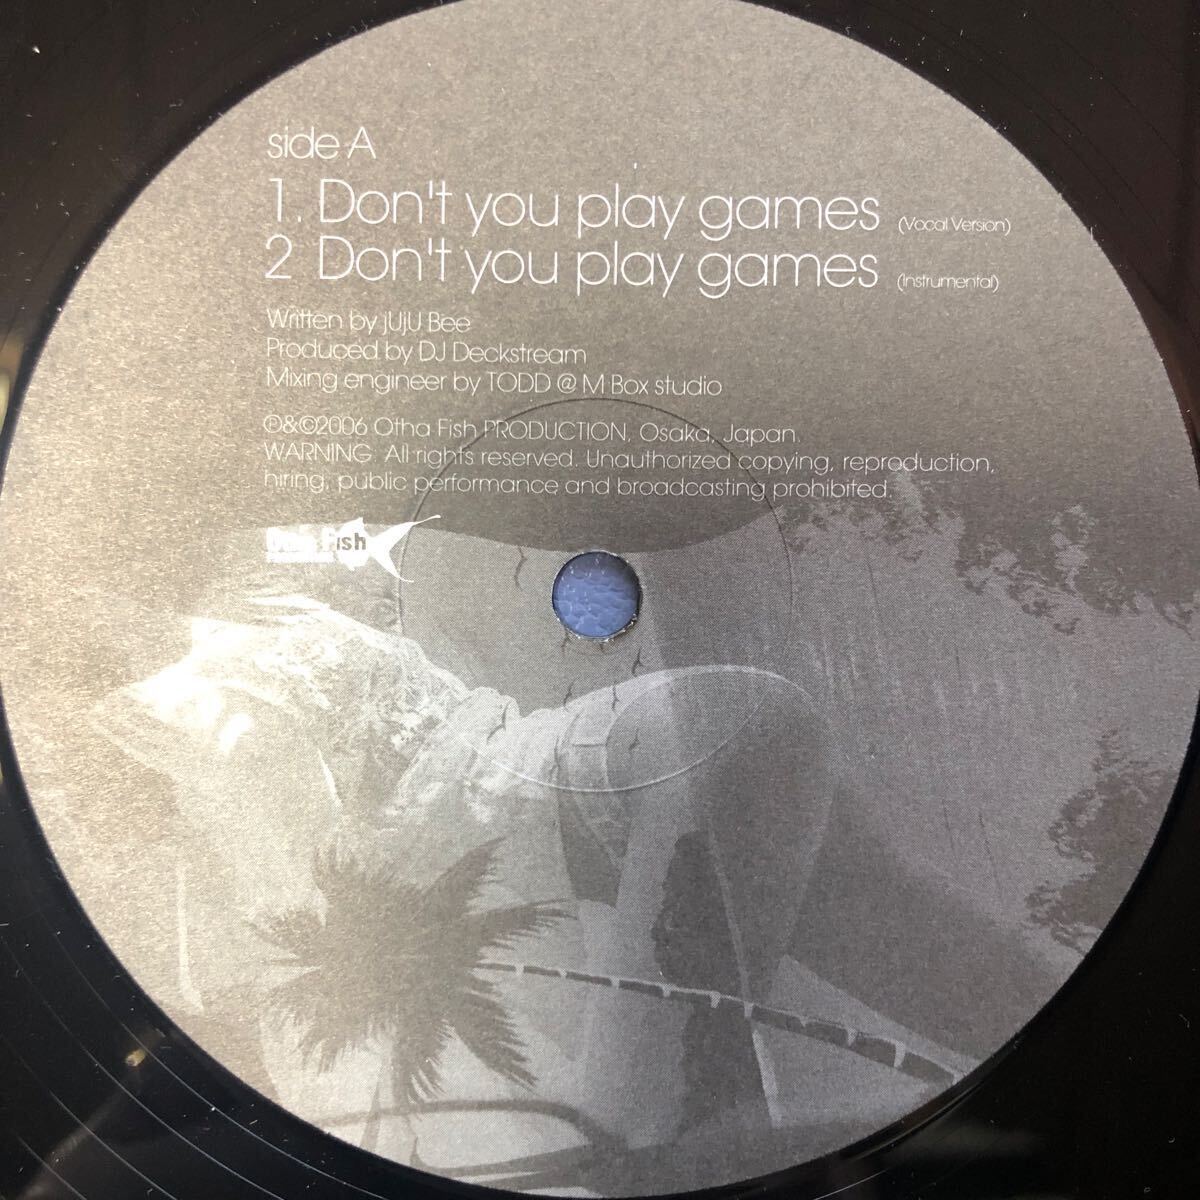 side A
1. Don't you play games (Vocal Version)
2 Don't you play games (Instrumental)
Written by jUjU Bee
Produced by DJ Deckstream
Mixing engineer by TODD @ M Box studio
℗&©2006 Otha Fish PRODUCTION, Osaka, Japan.
WARNING. All rights reserved. Unauthorized copying, reproduction,
hiring, public performance and broadcasting prohibited.
Otha Fish